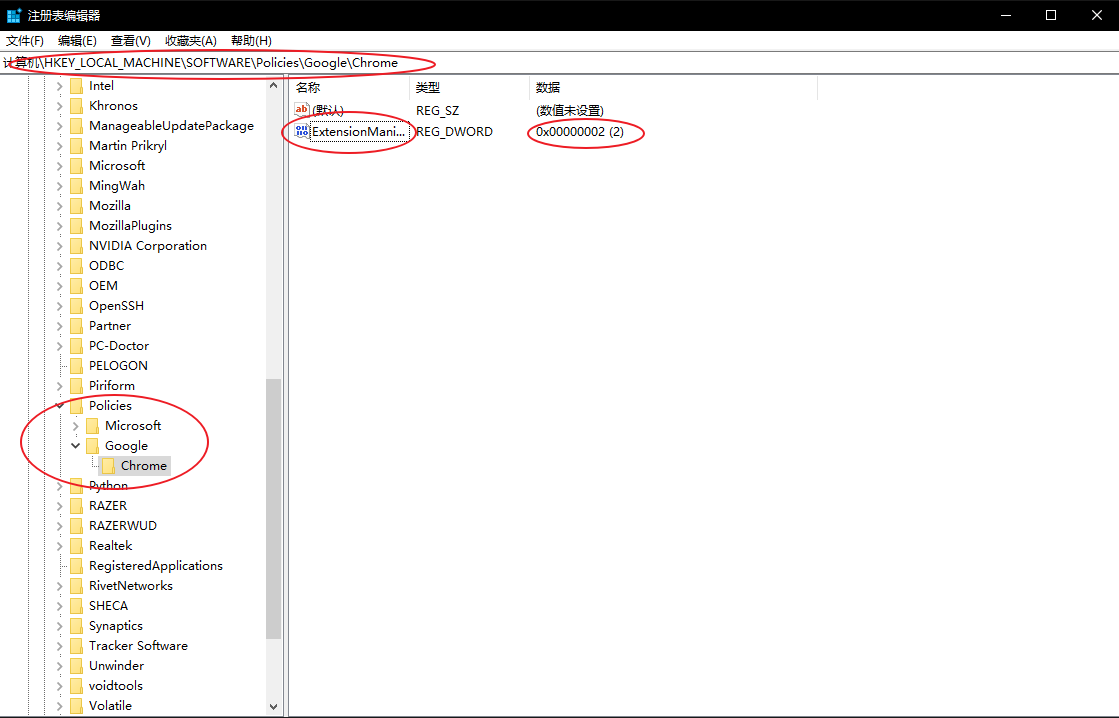 注册表编辑器
文件(F) 编辑(E) 查看(V) 收藏夹(A) 帮助(H)
计算机\HKEY_LOCAL_MACHINE\SOFTWARE\Policies\Google\Chrome
Intel
Khronos
ManageableUpdatePackage
Martin Prikryl
Microsoft
MingWah
Mozilla
MozillaPlugins
NVIDIA Corporation
ODBC
OEM
OpenSSH
Partner
PC-Doctor
PELOGON
Piriform
Policies
Microsoft
Google
Chrome
Python
RAZER
RAZERWUD
Realtek
RegisteredApplications
RivetNetworks
SHECA
Synaptics
Tracker Software
Unwinder
voidtools
Volatile
名称 类型 数据
ab (默认) REG_SZ (数值未设置)
ExtensionMani... REG_DWORD 0x00000002 (2)